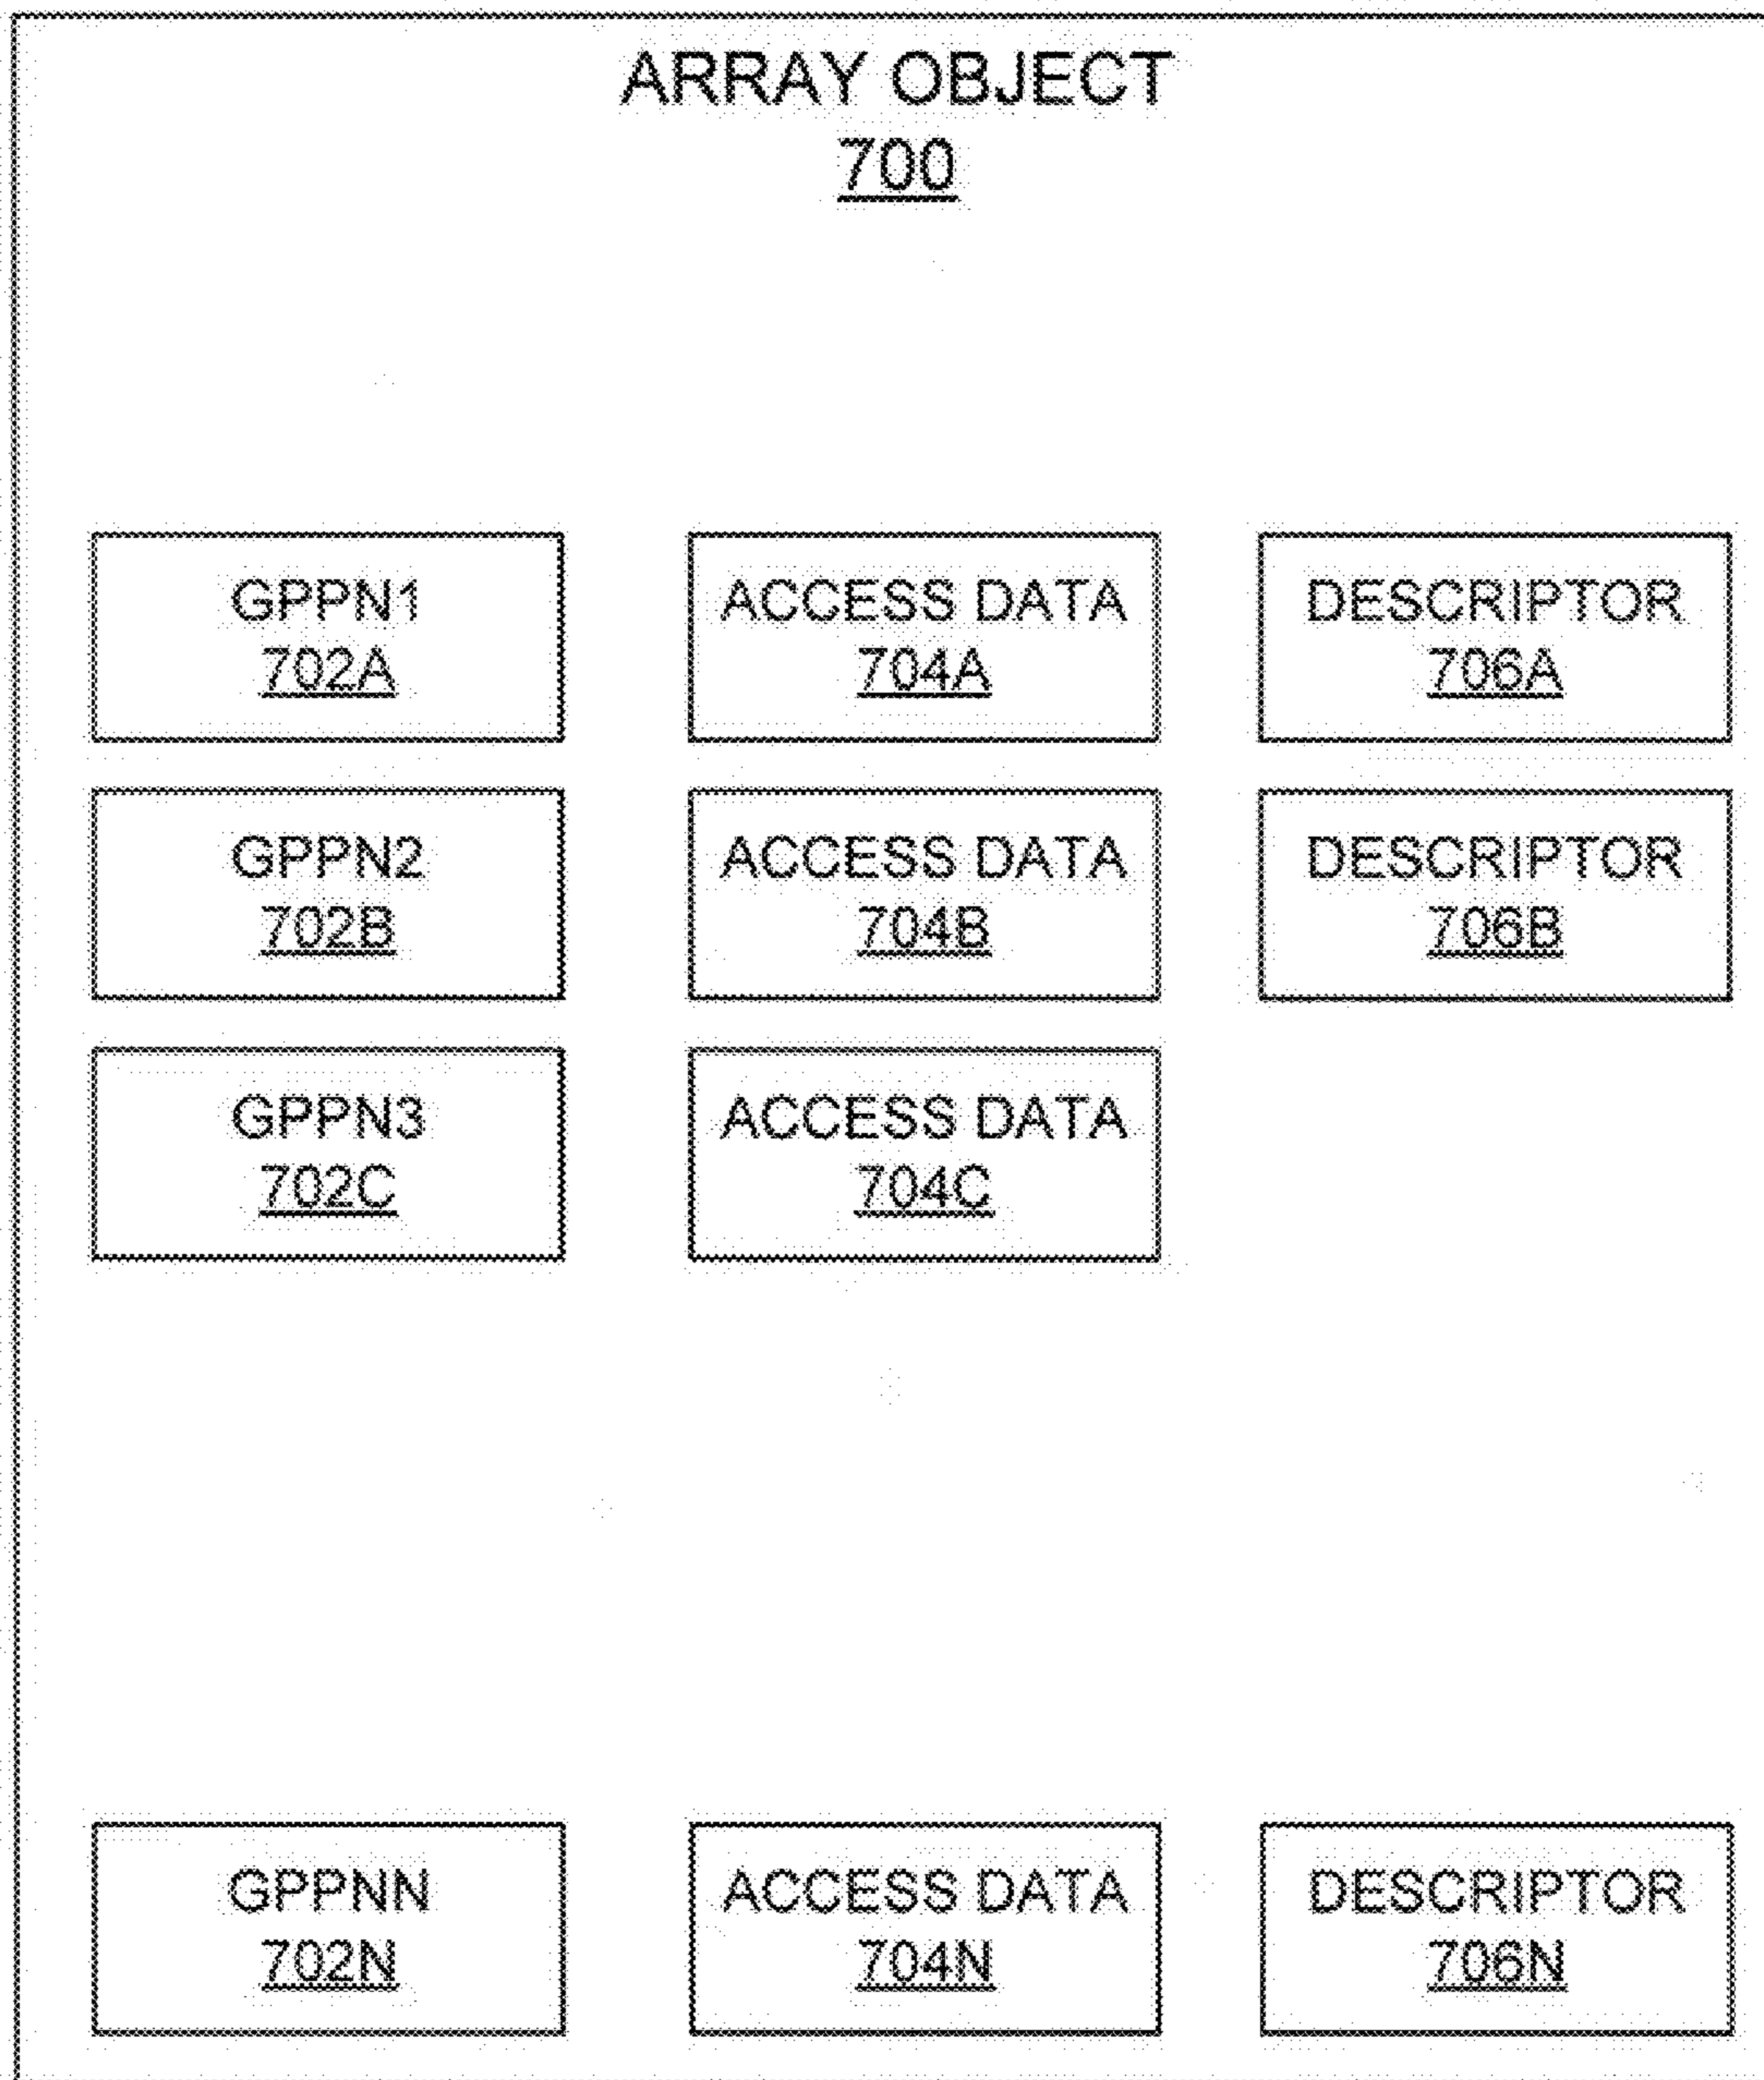 ARRAY OBJECT
700
GPPN1
702A
ACCESS DATA
704A
DESCRIPTOR
706A
GPPN2
702B
ACCESS DATA
704B
DESCRIPTOR
706B
GPPN3
702C
ACCESS DATA
704C
GPPNN
702N
ACCESS DATA
704N
DESCRIPTOR
706N